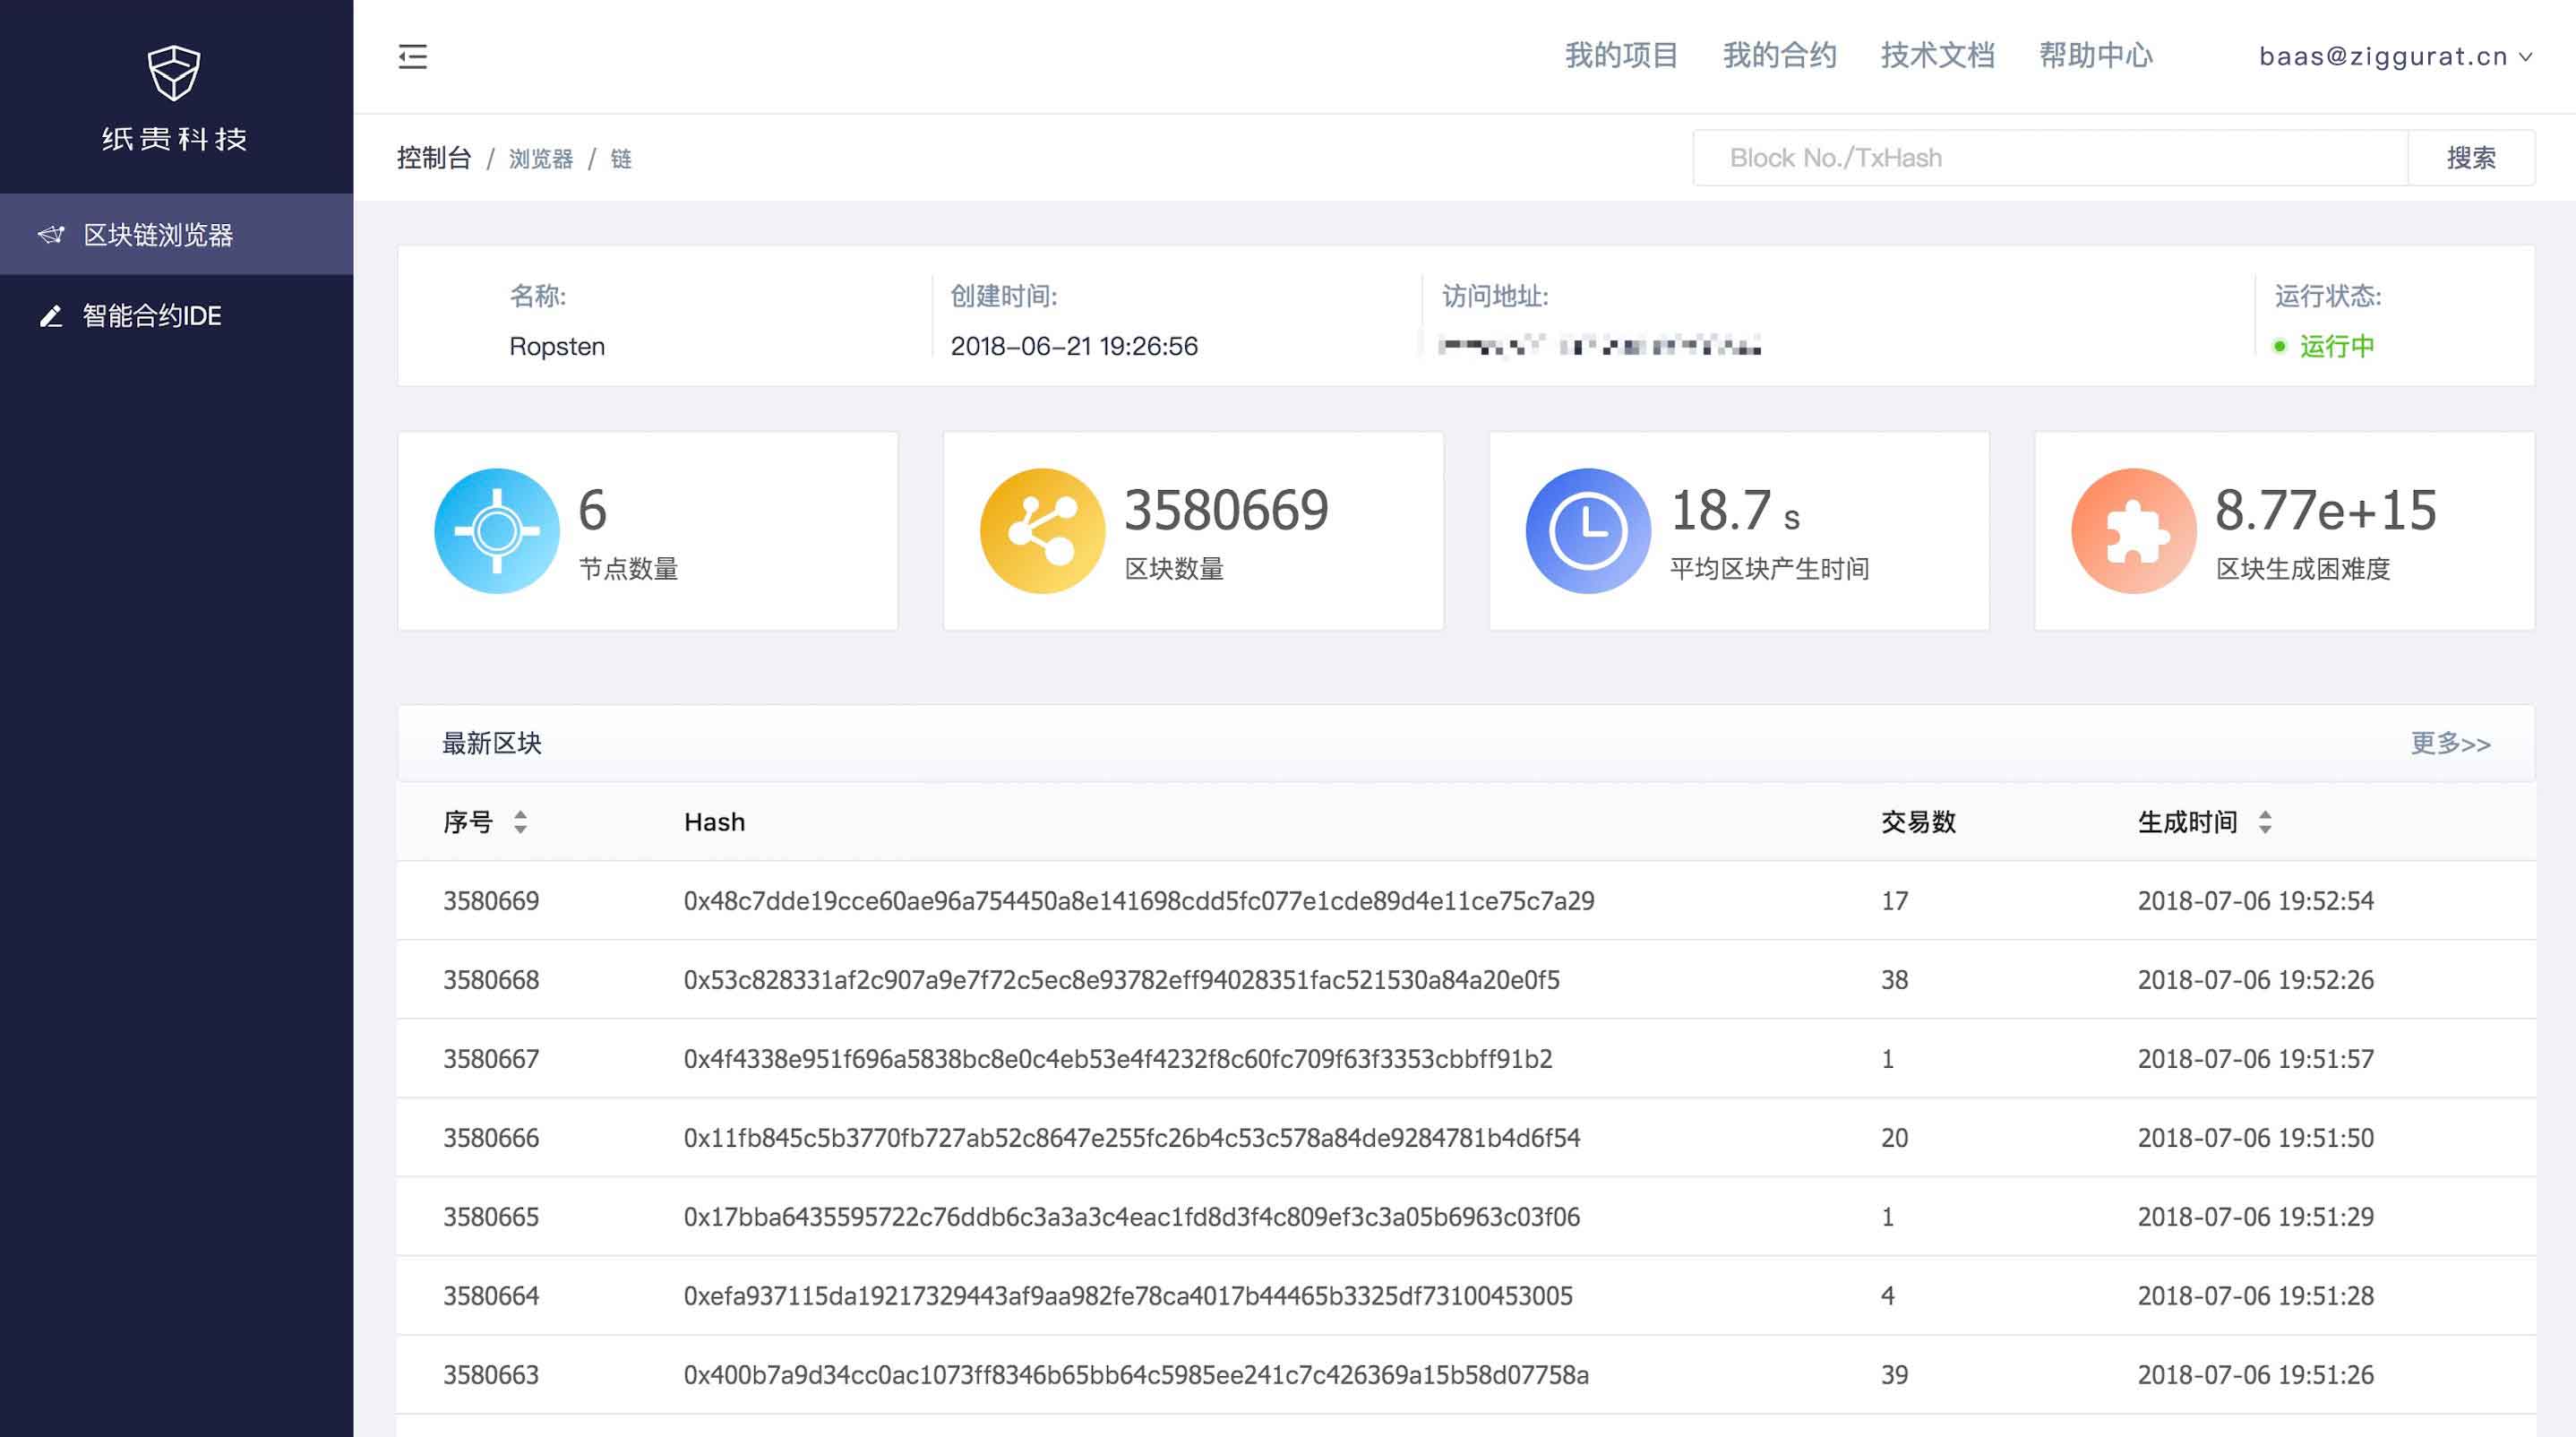 纸贵科技
区块链浏览器
智能合约IDE
我的项目 我的合约 技术文档 帮助中心 baas@ziggurat.cn
控制台 / 浏览器 / 链 Block No./TxHash 搜索
名称: 创建时间: 访问地址: 运行状态:
Ropsten 2018-06-21 19:26:56 运行中
6 3580669 18.7 s 8.77e+15
节点数量 区块数量 平均区块产生时间 区块生成困难度
最新区块 更多>>
序号 Hash 交易数 生成时间
3580669 0x48c7dde19cce60ae96a754450a8e141698cdd5fc077e1cde89d4e11ce75c7a29 17 2018-07-06 19:52:54
3580668 0x53c828331af2c907a9e7f72c5ec8e93782eff94028351fac521530a84a20e0f5 38 2018-07-06 19:52:26
3580667 0x4f4338e951f696a5838bc8e0c4eb53e4f4232f8c60fc709f63f3353cbbff91b2 1 2018-07-06 19:51:57
3580666 0x11fb845c5b3770fb727ab52c8647e255fc26b4c53c578a84de9284781b4d6f54 20 2018-07-06 19:51:50
3580665 0x17bba6435595722c76ddb6c3a3a3c4eac1fd8d3f4c809ef3c3a05b6963c03f06 1 2018-07-06 19:51:29
3580664 0xefa937115da19217329443af9aa982fe78ca4017b44465b3325df73100453005 4 2018-07-06 19:51:28
3580663 0x400b7a9d34cc0ac1073ff8346b65bb64c5985ee241c7c426369a15b58d07758a 39 2018-07-06 19:51:26